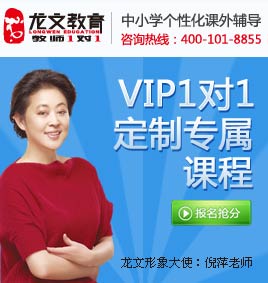 龙文教育
LONGWEN EDUCATION
教师1对1
中小学个性化课外辅导
咨询热线：400-101-8855
VIP1对1
定制专属
课程
报名抢分
龙文形象大使：倪萍老师